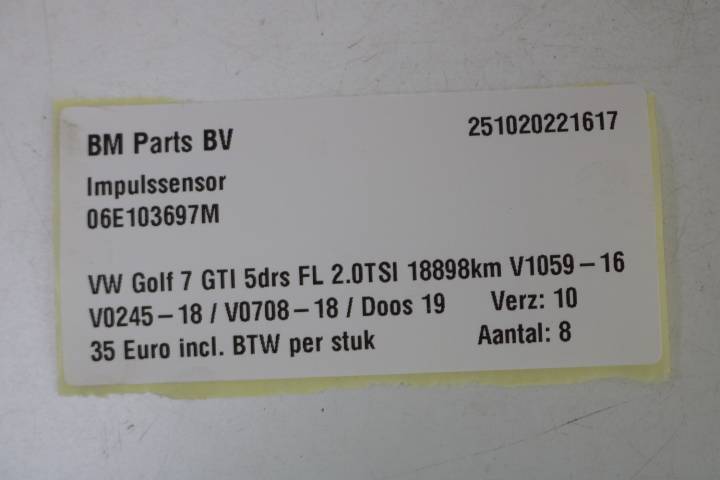 BM Parts BV 251020221617
Impulssensor
06E103697M
VW Golf 7 GTI 5drs FL 2.0TSI 18898km V1059-16
V0245-18 / V0708-18 / Doos 19 Verz: 10
35 Euro incl. BTW per stuk Aantal: 8